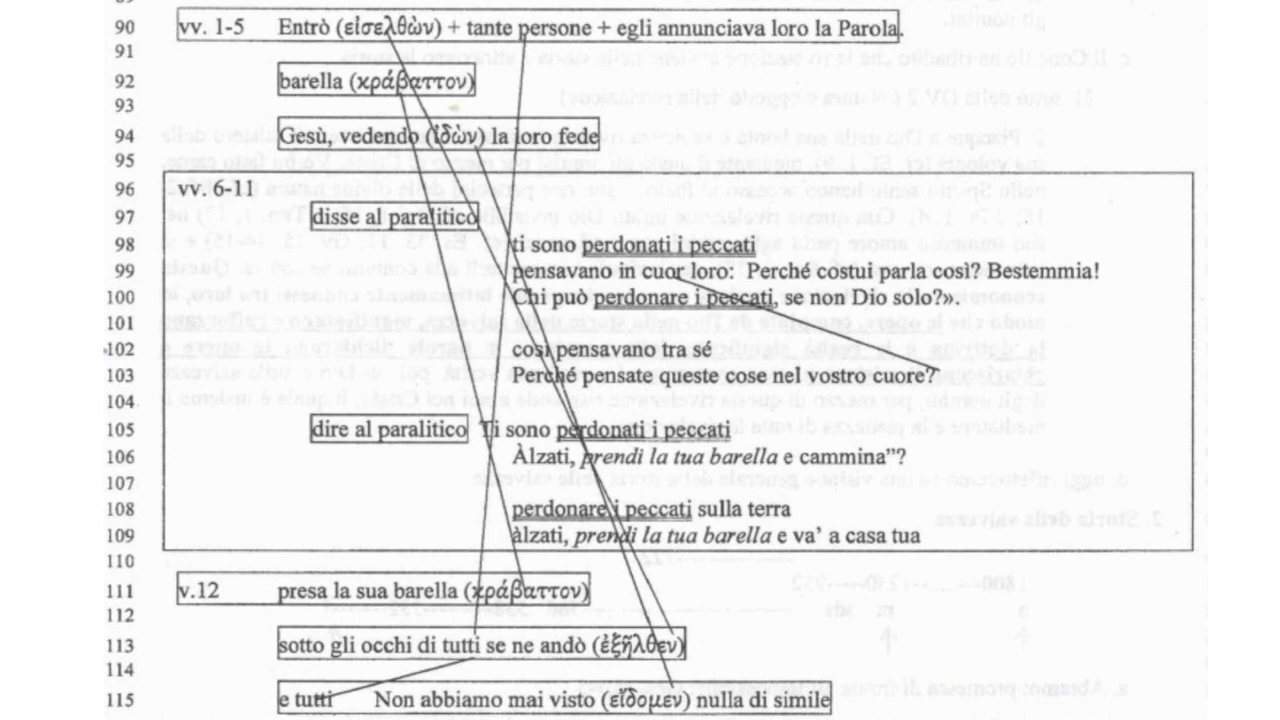 90 vv. 1-5 Entrò (εἰσελθὼν) + tante persone + egli annunciava loro la Parola.
91
92 barella (κράβαττον)
93
94 Gesù, vedendo (ἰδὼν) la loro fede
95
96 vv. 6-11
97 disse al paralitico
98 ti sono perdonati i peccati
99 pensavano in cuor loro: Perché costui parla così? Bestemmia!
100 Chi può perdonare i peccati, se non Dio solo?».
101
102 così pensavano tra sé
103 Perché pensate queste cose nel vostro cuore?
104
105 dire al paralitico Ti sono perdonati i peccati
106 Àlzati, prendi la tua barella e cammina”?
107
108 perdonare i peccati sulla terra
109 àlzati, prendi la tua barella e va’ a casa tua
110
111 v.12 presa la sua barella (κράβαττον)
112
113 sotto gli occhi di tutti se ne andò (ἐξῆλθεν)
114
115 e tutti Non abbiamo mai visto (εἴδομεν) nulla di simile